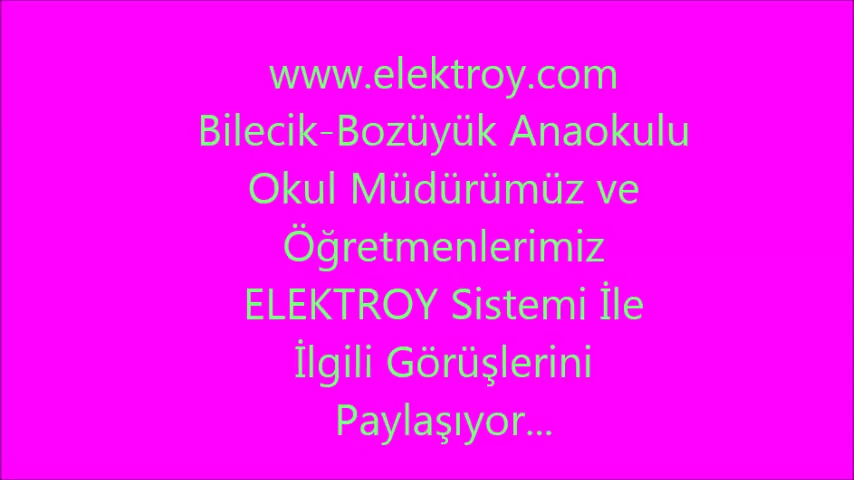 www.elektroy.com
Bilecik-Bozüyük Anaokulu
Okul Müdürümüz ve
Öğretmenlerimiz
ELEKTROY Sistemi İle
İlgili Görüşlerini
Paylaşıyor...